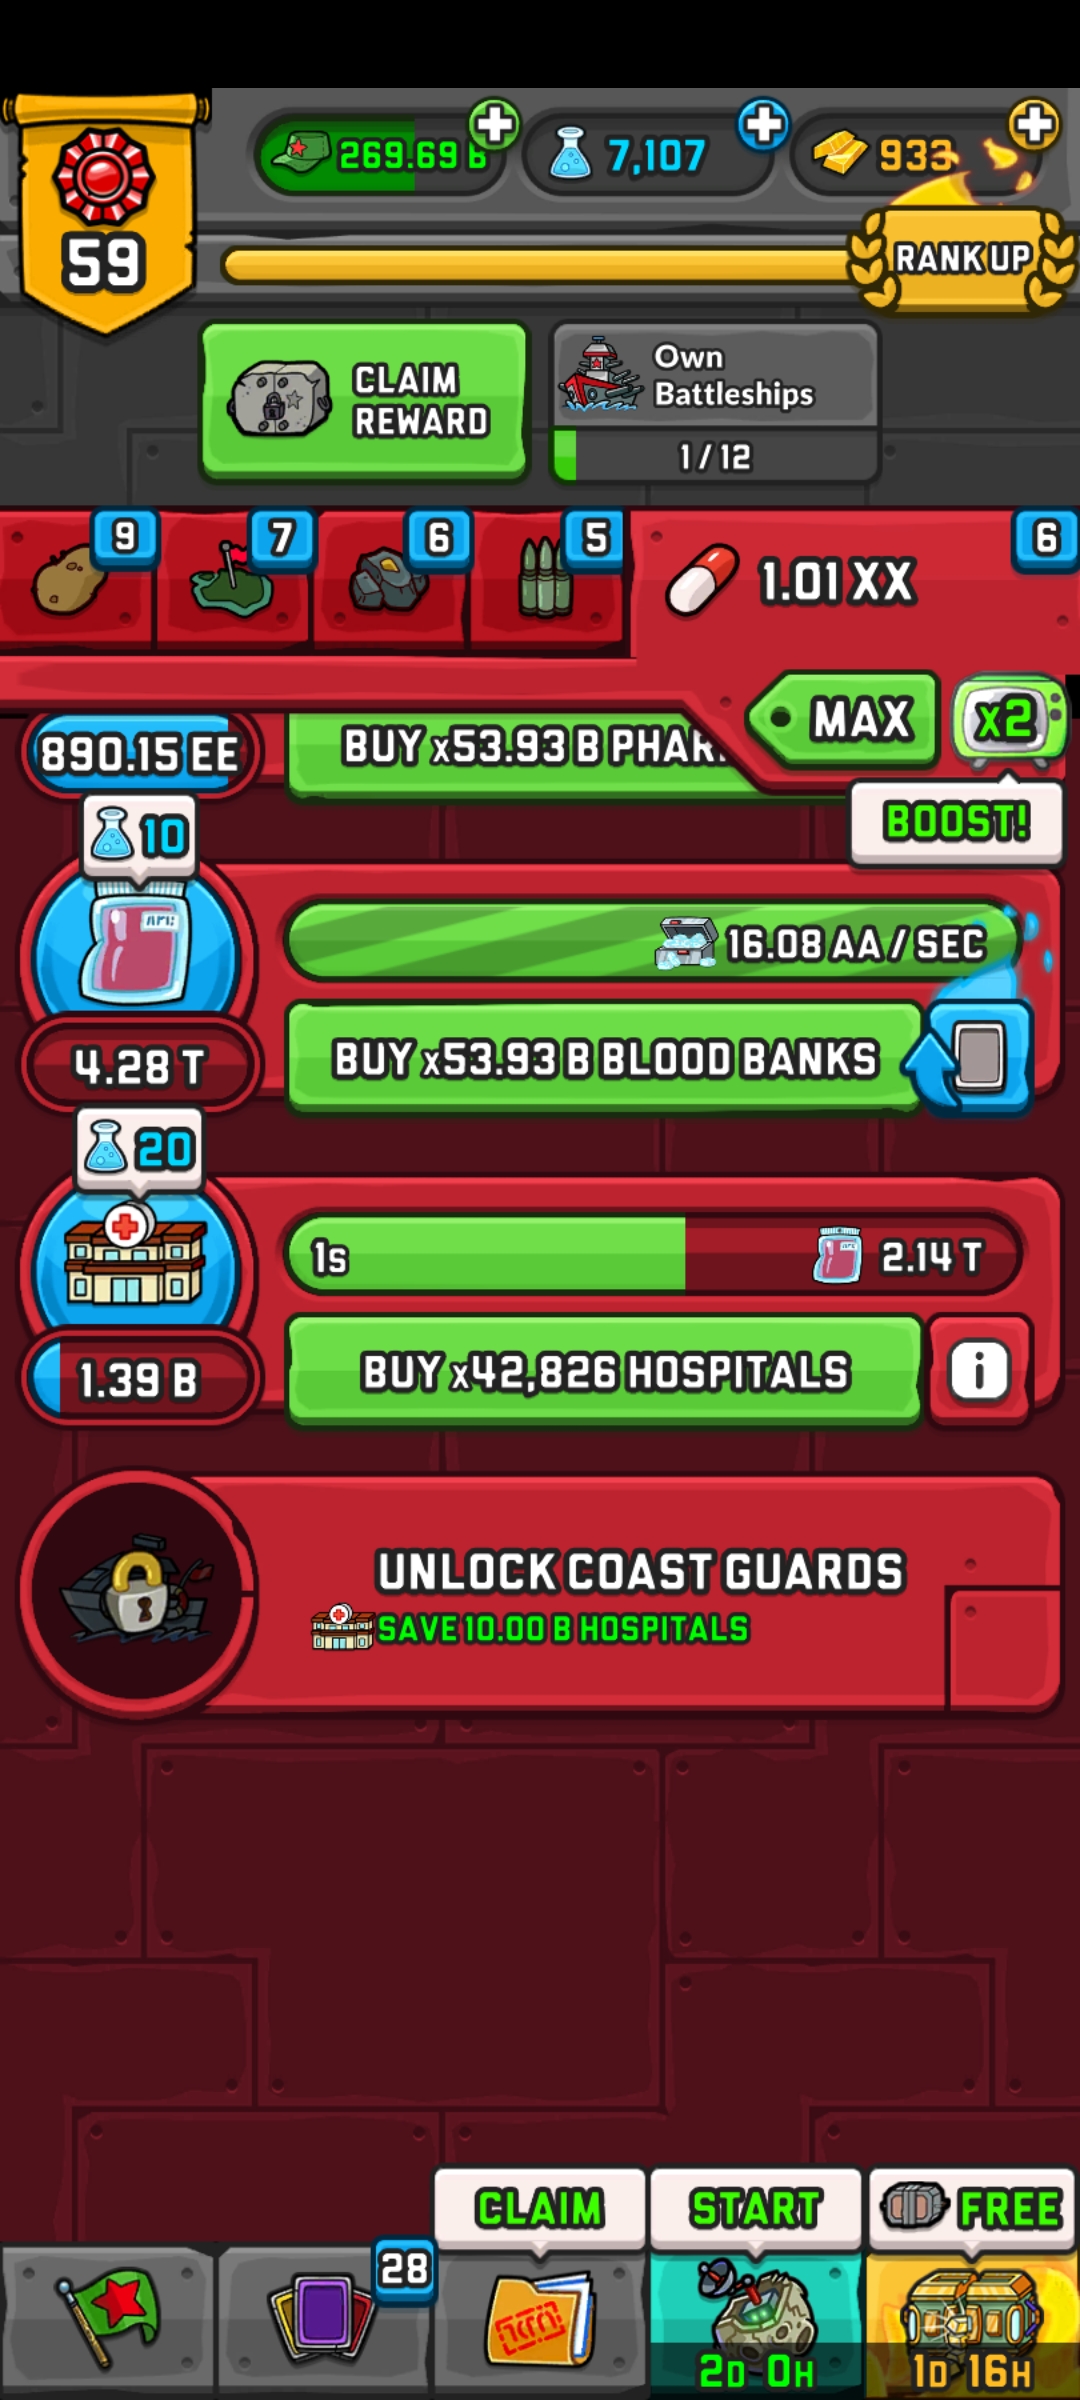 59
269.69 B
7,107
933
RANK UP
CLAIM
REWARD
Own
Battleships
1 / 12
9
7
6
5
6
1.01 XX
MAX
x2
BOOST!
890.15 EE
BUY x53.93 B PHAR
10
16.08 AA / SEC
4.28 T
BUY x53.93 B BLOOD BANKS
20
1s
2.14 T
1.39 B
BUY x42,826 HOSPITALS
i
UNLOCK COAST GUARDS
SAVE 10.00 B HOSPITALS
CLAIM
START
FREE
28
2D 0H
1D 16H